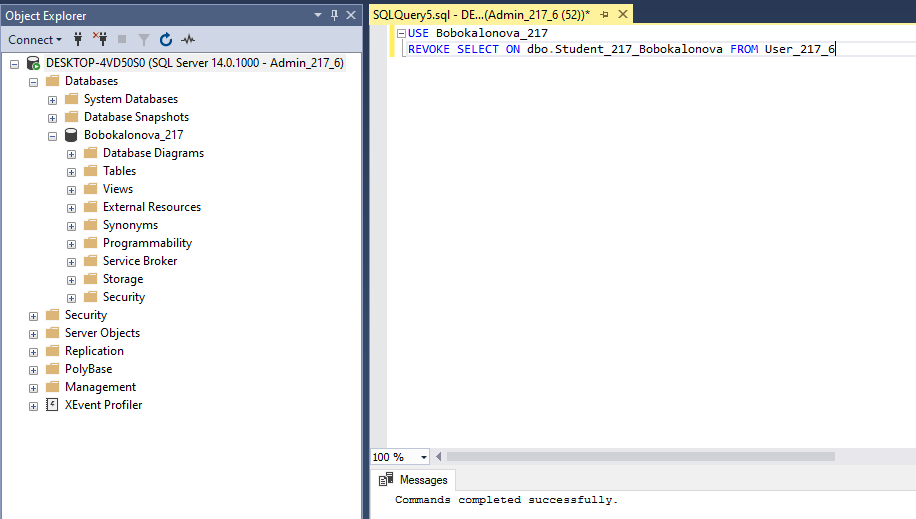 Object Explorer
Connect
DESKTOP-4VD50S0 (SQL Server 14.0.1000 - Admin_217_6)
Databases
System Databases
Database Snapshots
Bobokalonova_217
Database Diagrams
Tables
Views
External Resources
Synonyms
Programmability
Service Broker
Storage
Security
Security
Server Objects
Replication
PolyBase
Management
XEvent Profiler
SQLQuery5.sql - DE...(Admin_217_6 (52))*
USE Bobokalonova_217
REVOKE SELECT ON dbo.Student_217_Bobokalonova FROM User_217_6
100 %
Messages
Commands completed successfully.